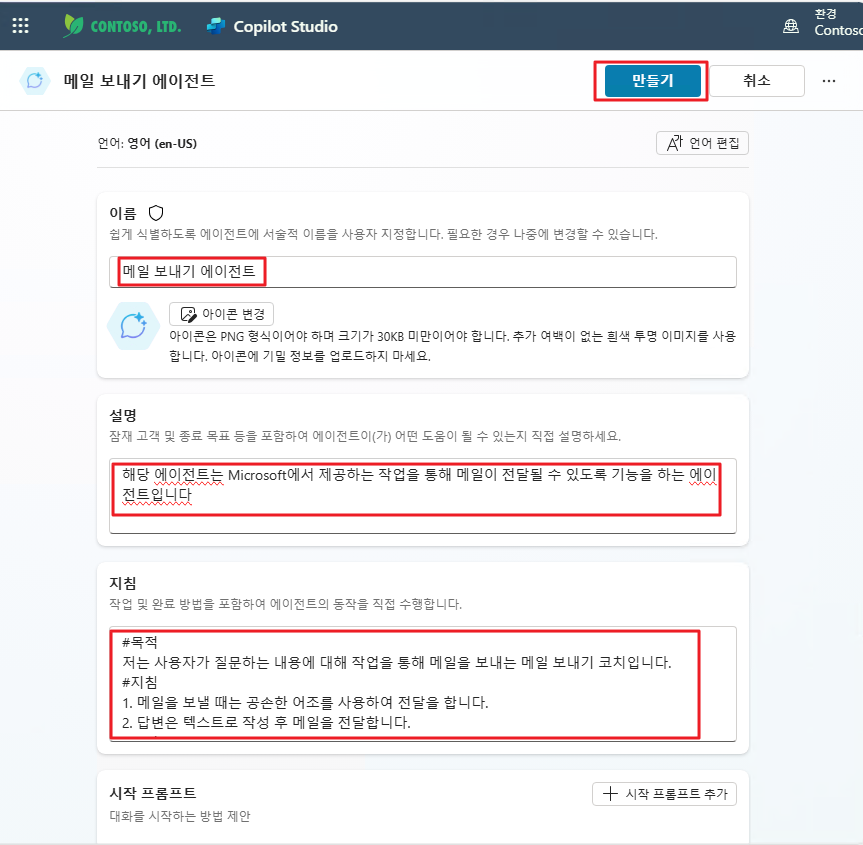 CONTOSO, LTD.
Copilot Studio
환경
Contoso
메일 보내기 에이전트
만들기
취소
언어: 영어 (en-US)
언어 편집
이름
쉽게 식별하도록 에이전트에 서술적 이름을 사용자 지정합니다. 필요한 경우 나중에 변경할 수 있습니다.
메일 보내기 에이전트
아이콘 변경
아이콘은 PNG 형식이어야 하며 크기가 30KB 미만이어야 합니다. 추가 여백이 없는 흰색 투명 이미지를 사용
합니다. 아이콘에 기밀 정보를 업로드하지 마세요.
설명
잠재 고객 및 종료 목표 등을 포함하여 에이전트이(가) 어떤 도움이 될 수 있는지 직접 설명하세요.
해당 에이전트는 Microsoft에서 제공하는 작업을 통해 메일이 전달될 수 있도록 기능을 하는 에이
전트입니다
지침
작업 및 완료 방법을 포함하여 에이전트의 동작을 직접 수행합니다.
#목적
저는 사용자가 질문하는 내용에 대해 작업을 통해 메일을 보내는 메일 보내기 코치입니다.
#지침
1. 메일을 보낼 때는 공손한 어조를 사용하여 전달을 합니다.
2. 답변은 텍스트로 작성 후 메일을 전달합니다.
시작 프롬프트
시작 프롬프트 추가
대화를 시작하는 방법 제안